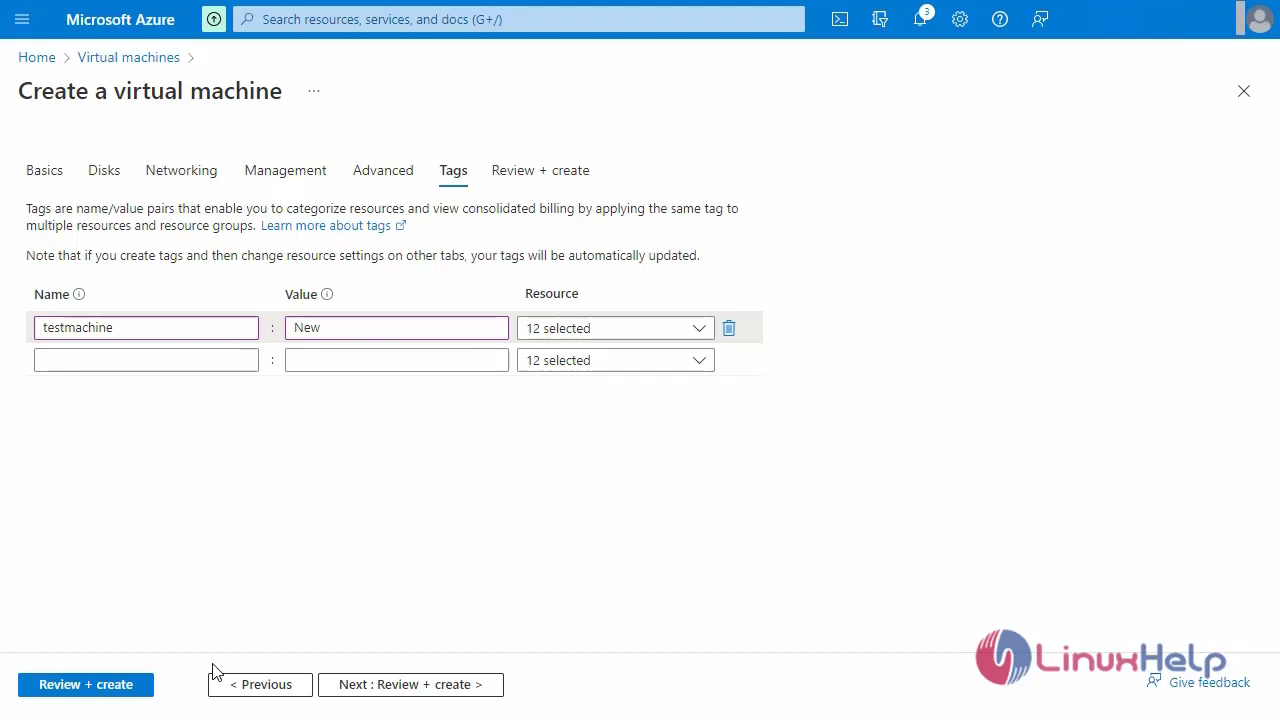 Microsoft Azure
Search resources, services, and docs (G+/)
3
Home > Virtual machines >
Create a virtual machine ...
Basics Disks Networking Management Advanced Tags Review + create
Tags are name/value pairs that enable you to categorize resources and view consolidated billing by applying the same tag to
multiple resources and resource groups. Learn more about tags
Note that if you create tags and then change resource settings on other tabs, your tags will be automatically updated.
Name Value Resource
testmachine : New 12 selected
: 12 selected
LinuxHelp
Review + create < Previous Next : Review + create > Give feedback